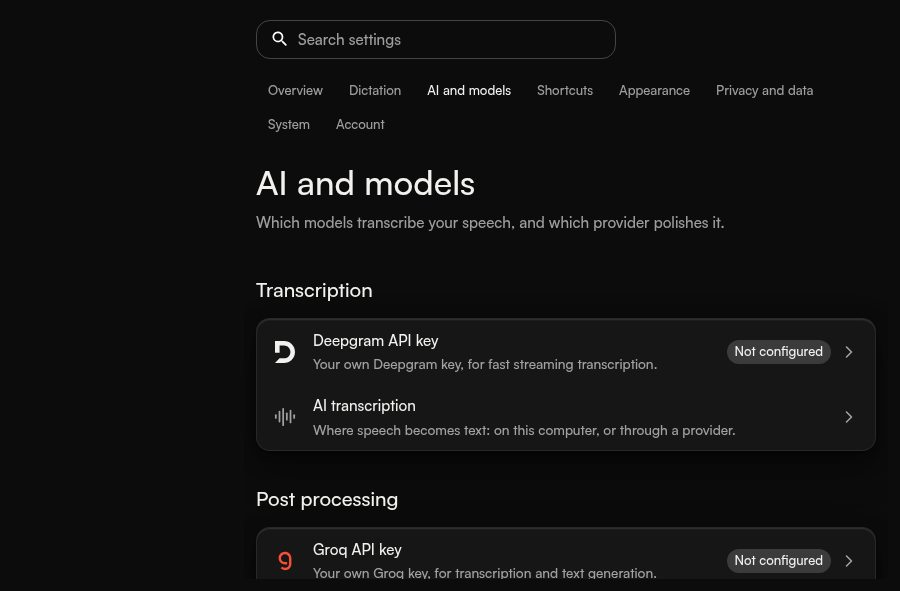 Search settings
Overview Dictation AI and models Shortcuts Appearance Privacy and data
System Account
AI and models
Which models transcribe your speech, and which provider polishes it.
Transcription
Deepgram API key
Your own Deepgram key, for fast streaming transcription.
Not configured
AI transcription
Where speech becomes text: on this computer, or through a provider.
Post processing
Groq API key
Your own Groq key, for transcription and text generation.
Not configured